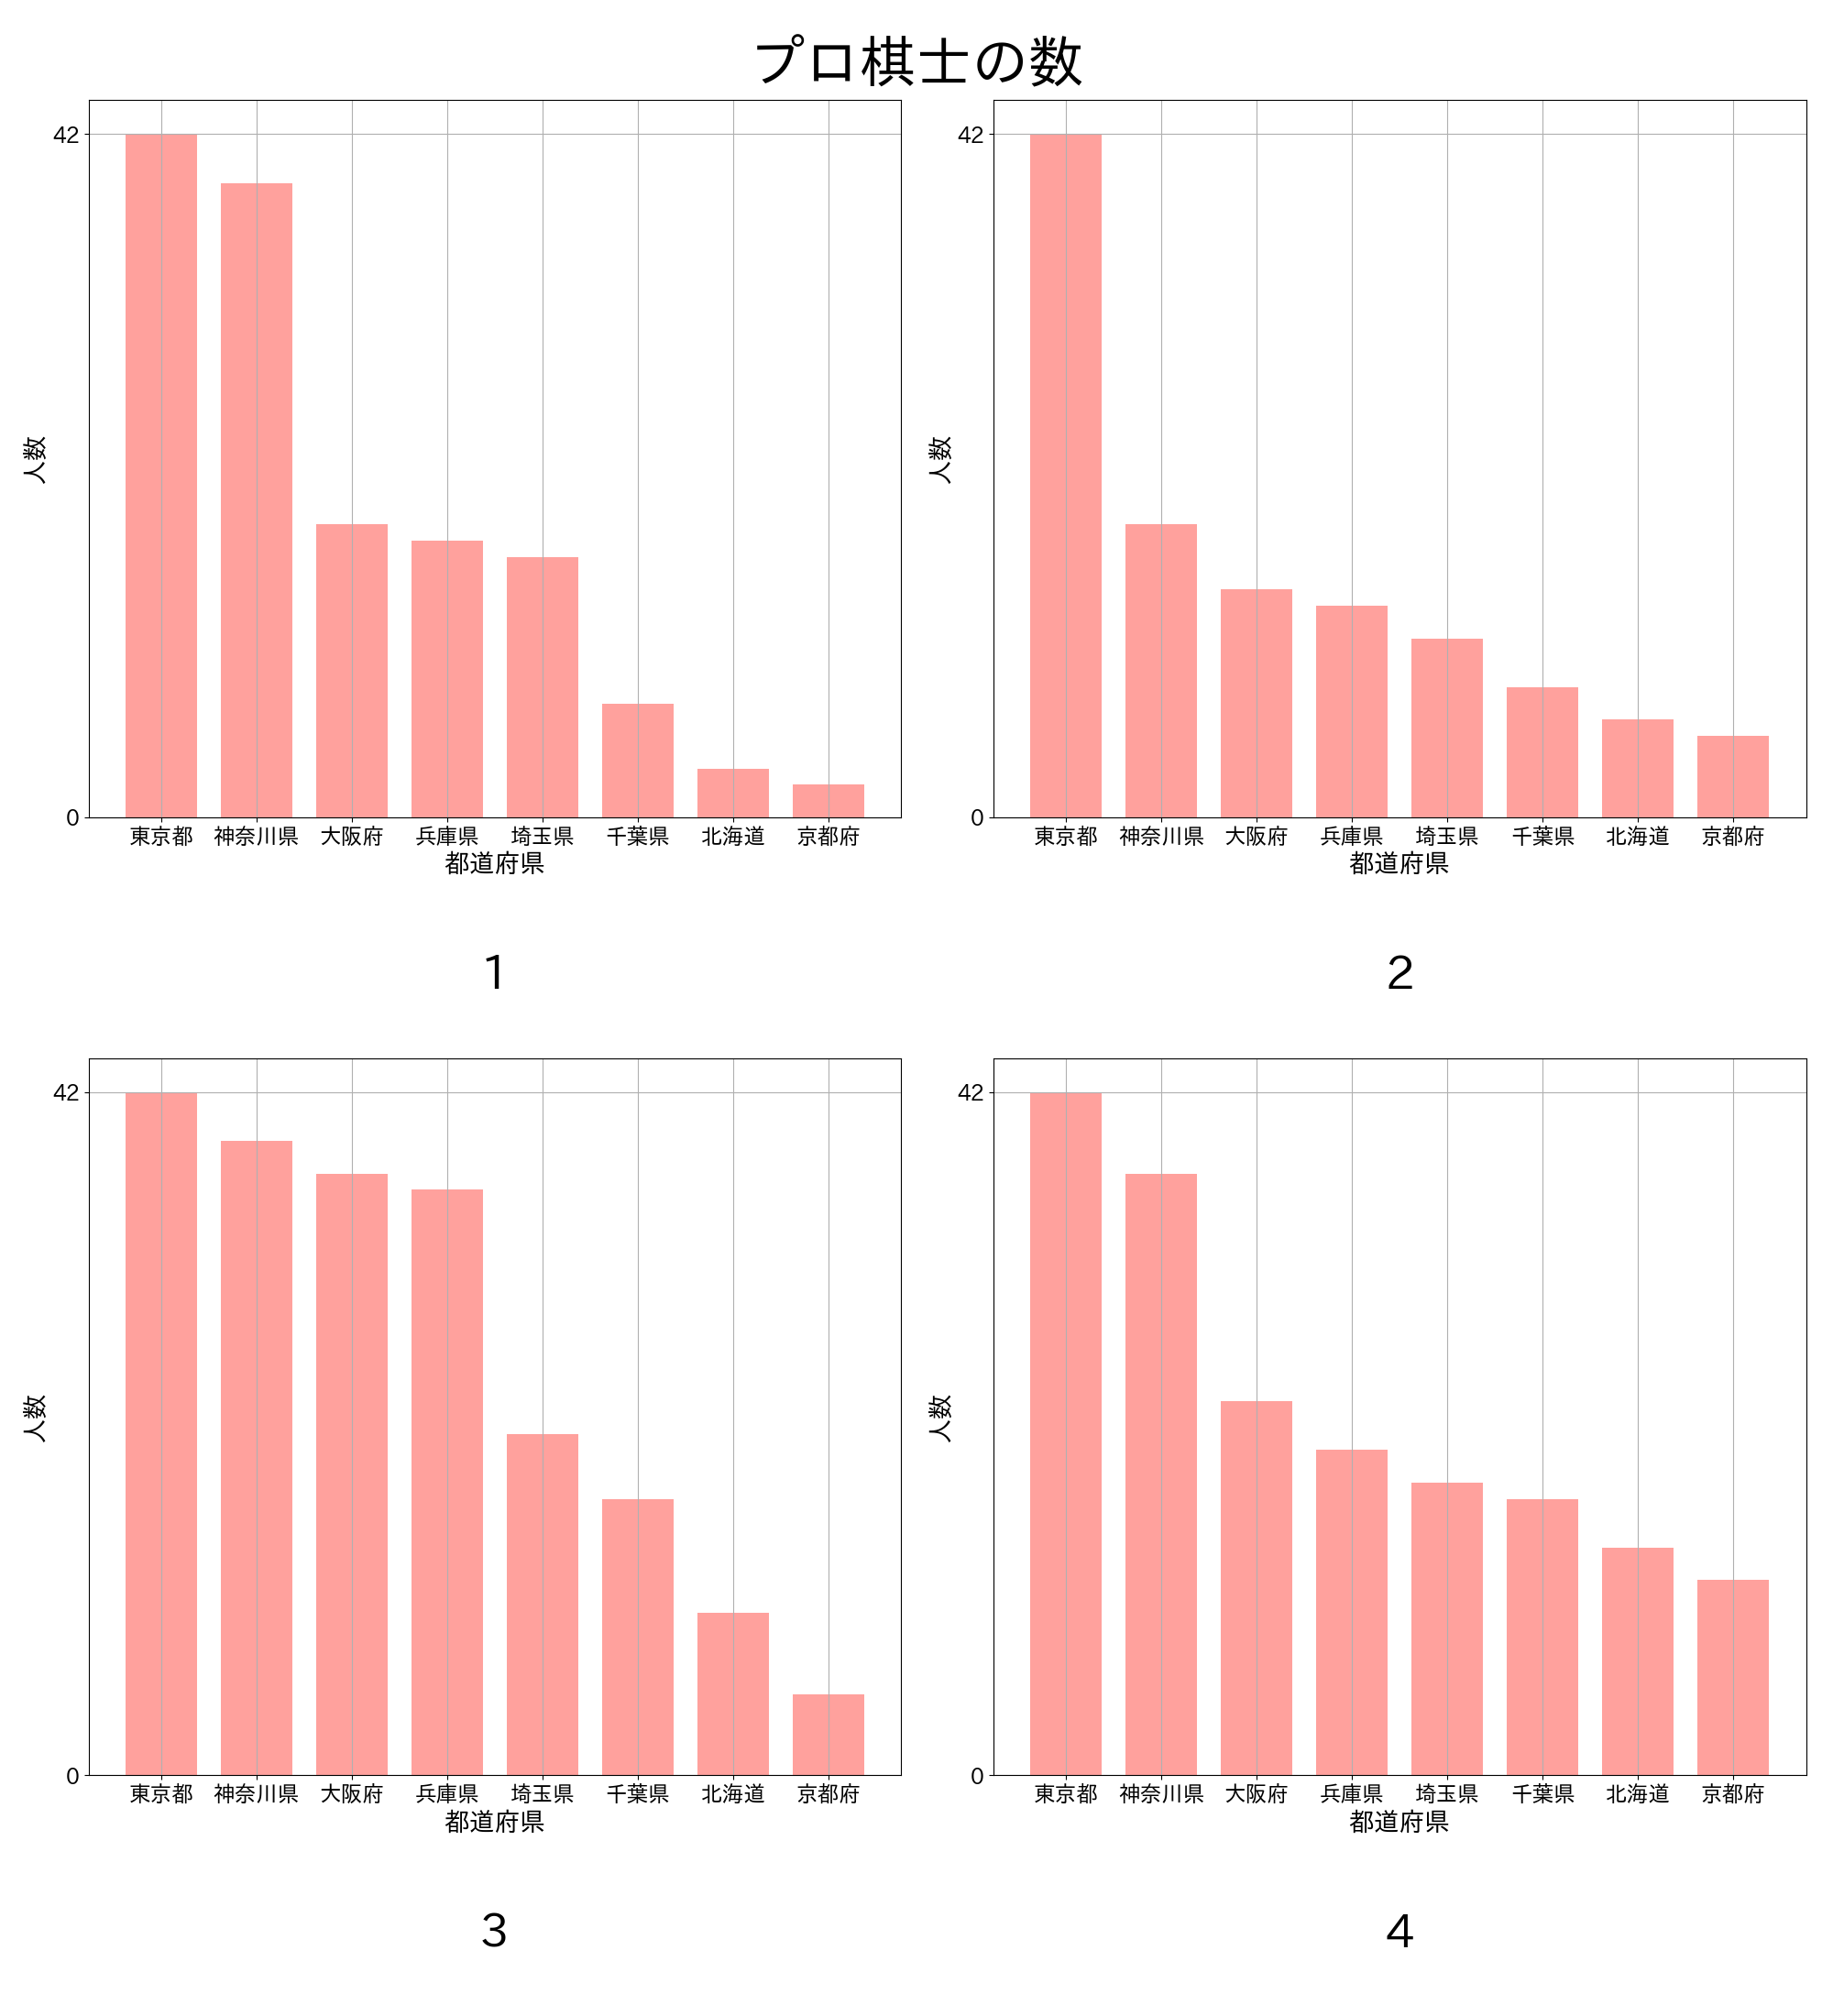 プロ棋士の数
42
0
人数
東京都 神奈川県 大阪府 兵庫県 埼玉県 千葉県 北海道 京都府
都道府県
1
42
0
人数
東京都 神奈川県 大阪府 兵庫県 埼玉県 千葉県 北海道 京都府
都道府県
2
42
0
人数
東京都 神奈川県 大阪府 兵庫県 埼玉県 千葉県 北海道 京都府
都道府県
3
42
0
人数
東京都 神奈川県 大阪府 兵庫県 埼玉県 千葉県 北海道 京都府
都道府県
4